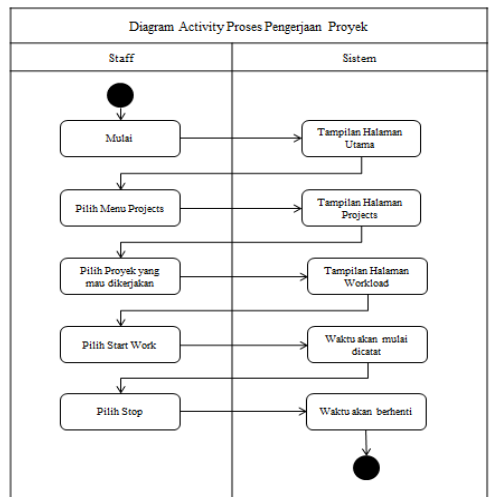 Diagram Activity Proses Pengerjaan Proyek
Staff
Sistem
Mulai
Tampilan Halaman
Utama
Pilih Menu Projects
Tampilan Halaman
Projects
Pilih Proyek yang
mau dikerjakan
Tampilan Halaman
Workload
Pilih Start Work
Waktu akan mulai
dicatat
Pilih Stop
Waktu akan berhenti